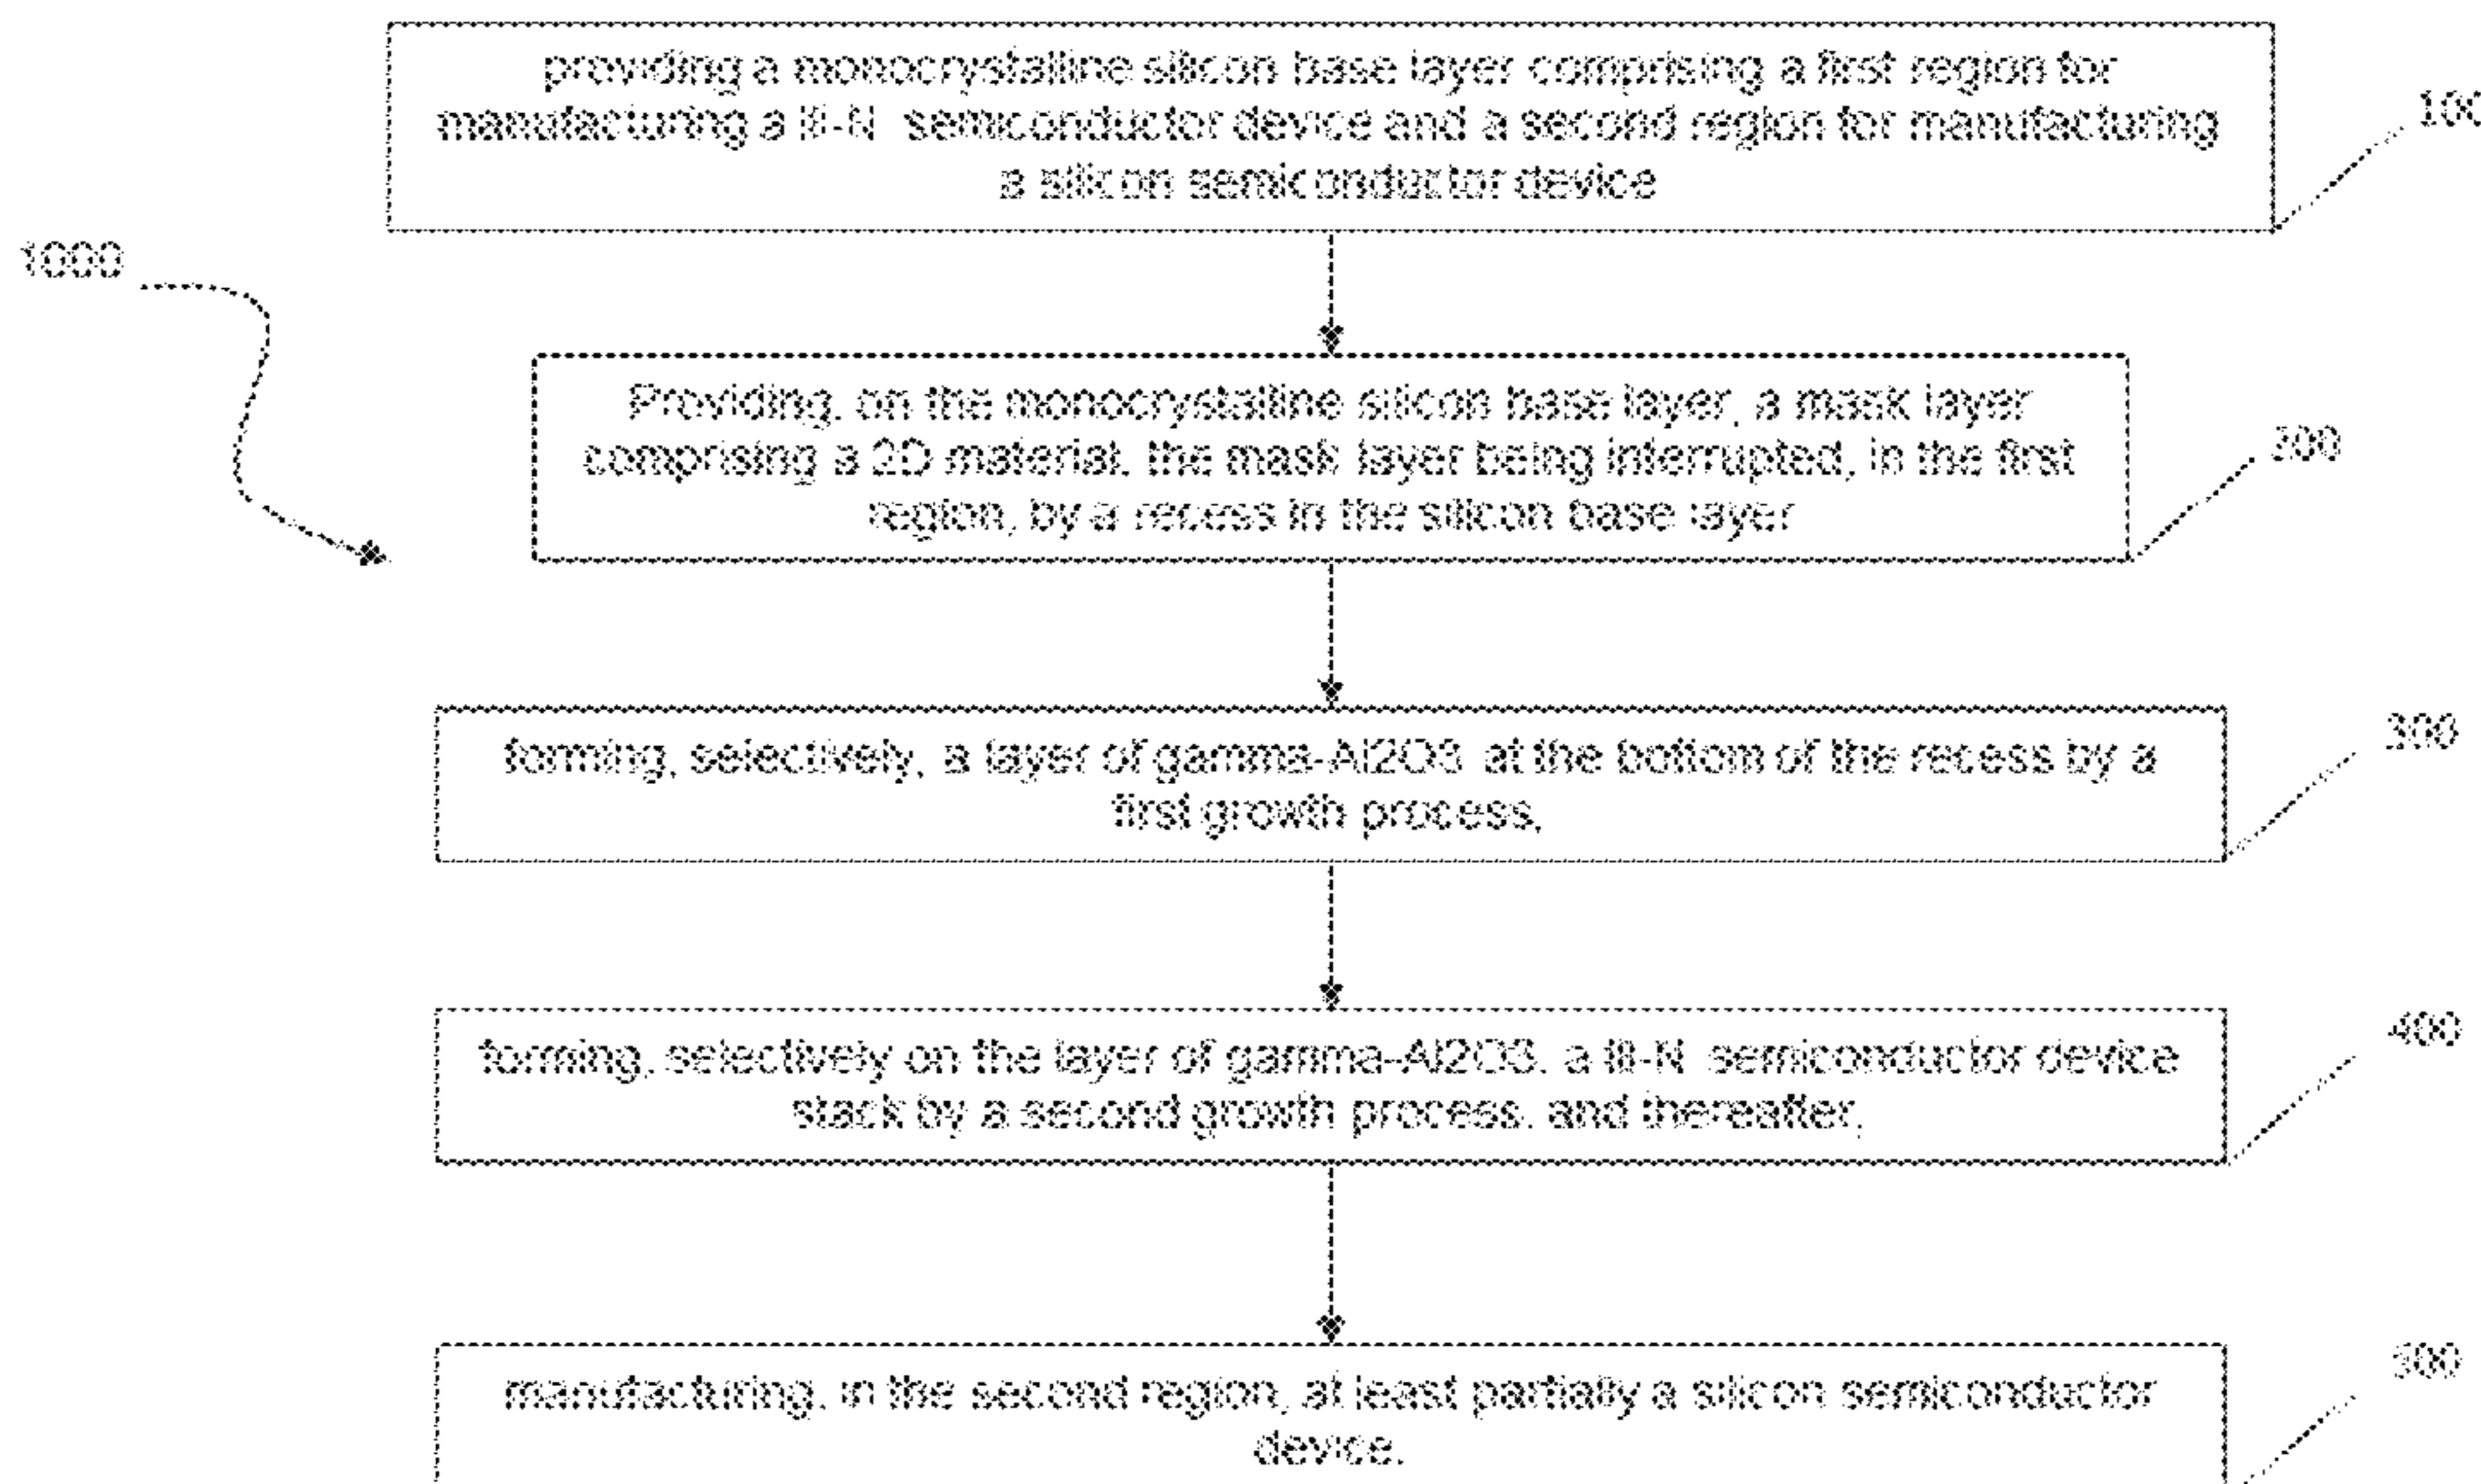 providing a monocrystalline silicon base layer comprising a first region for
100
manufacturing a III-N semiconductor device and a second region for manufacturing
a silicon semiconductor device
1000
Providing, on the monocrystalline silicon base layer, a mask layer
comprising a 2D material, the mask layer being interrupted, in the first
200
region, by a recess in the silicon base layer
forming, selectively, a layer of gamma-Al2O3 at the bottom of the recess by a
300
first growth process,
forming, selectively on the layer of gamma-Al2O3, a III-N semiconductor device
400
stack by a second growth process, and thereafter,
manufacturing, in the second region, at least partially a silicon semiconductor
500
device.